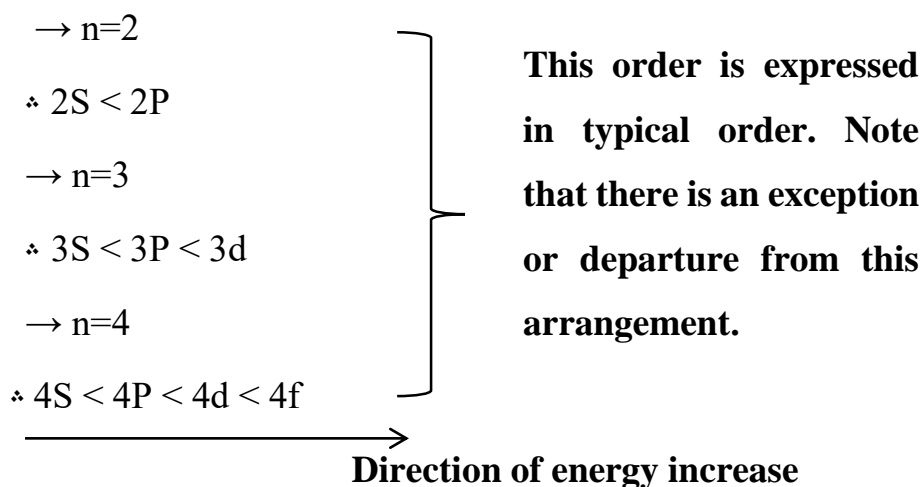 → n=2
∴ 2S < 2P
→ n=3
∴ 3S < 3P < 3d
→ n=4
∴ 4S < 4P < 4d < 4f
This order is expressed
in typical order. Note
that there is an exception
or departure from this
arrangement.
Direction of energy increase